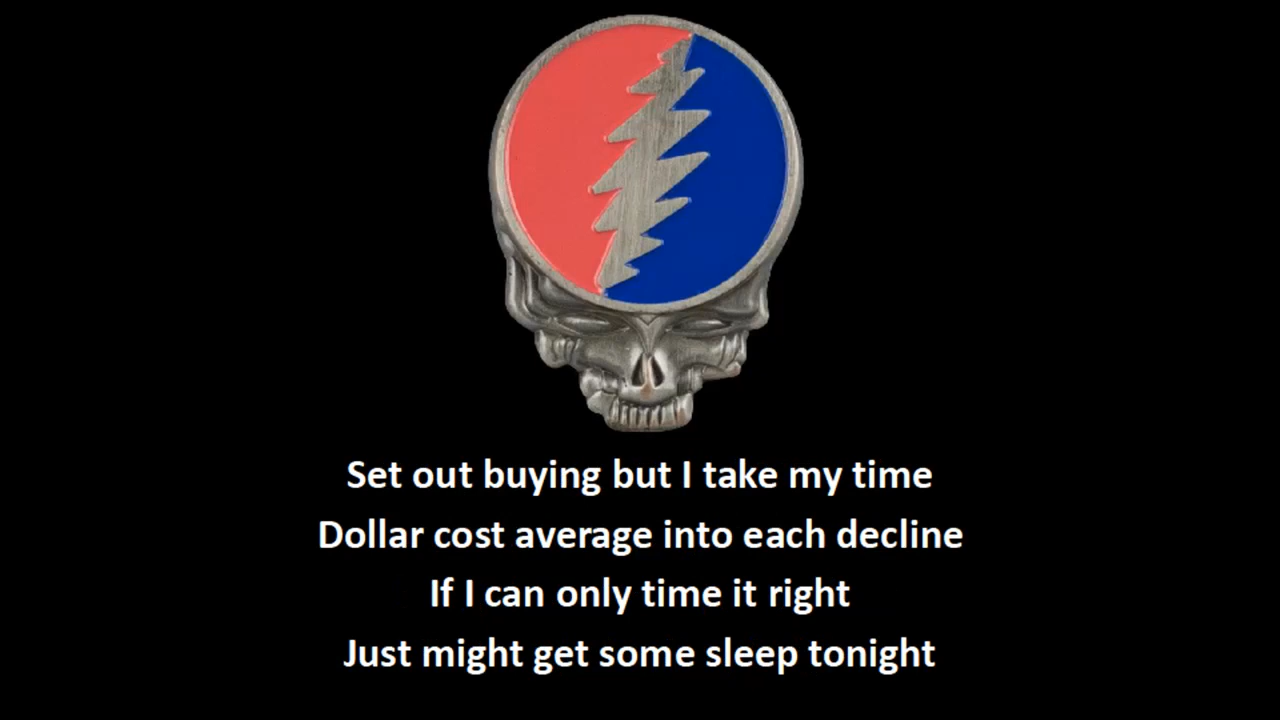 Set out buying but I take my time
Dollar cost average into each decline
If I can only time it right
Just might get some sleep tonight